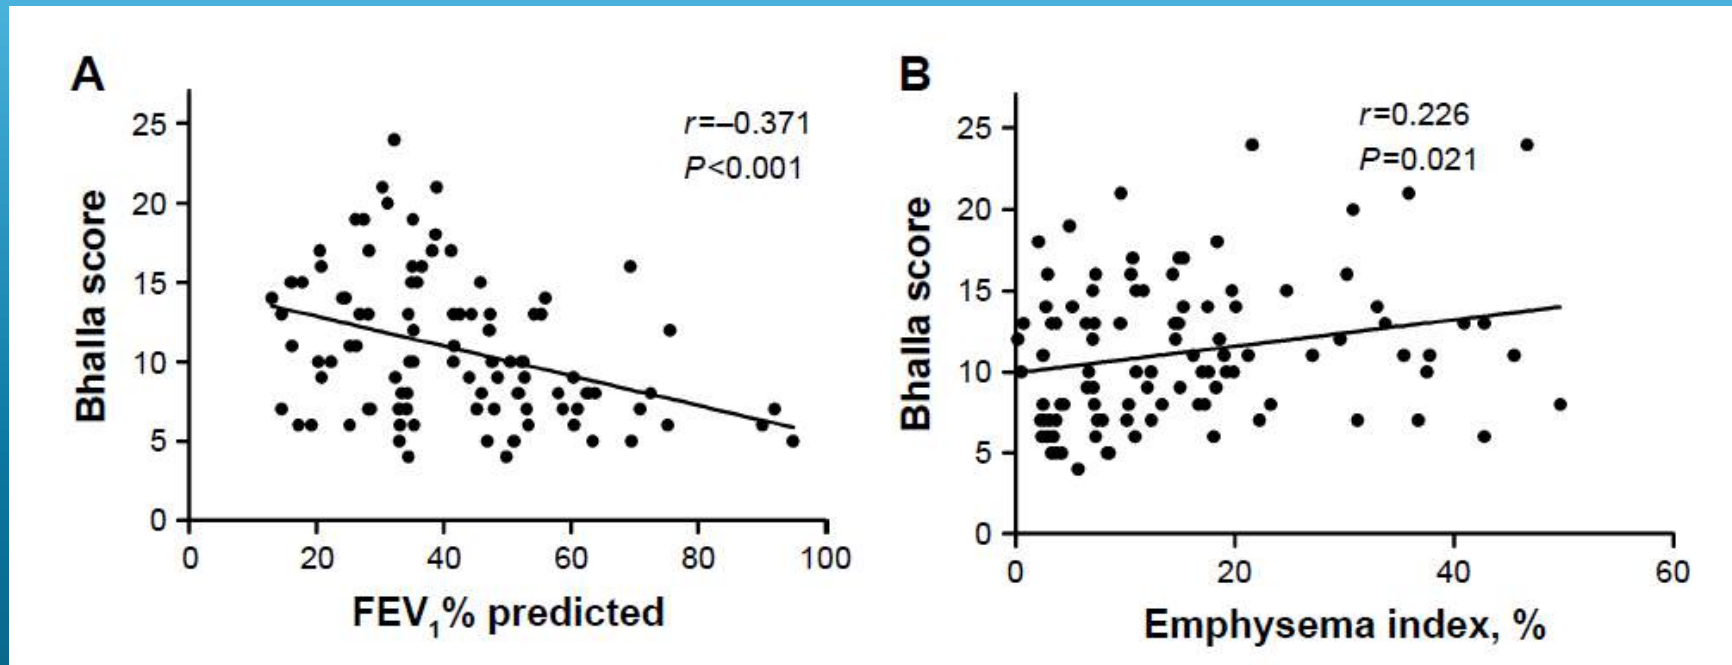 A
r=–0.371
P<0.001
Bhalla score
25
20
15
10
5
0
0 20 40 60 80 100
FEV₁% predicted
B
r=0.226
P=0.021
Bhalla score
25
20
15
10
5
0
0 20 40 60
Emphysema index, %